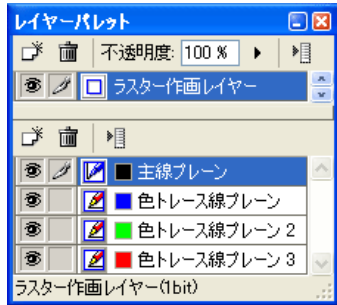 レイヤーパレット
不透明度: 100 %
ラスター作画レイヤー
主線プレーン
色トレース線プレーン
色トレース線プレーン 2
色トレース線プレーン 3
ラスター作画レイヤー(1bit)